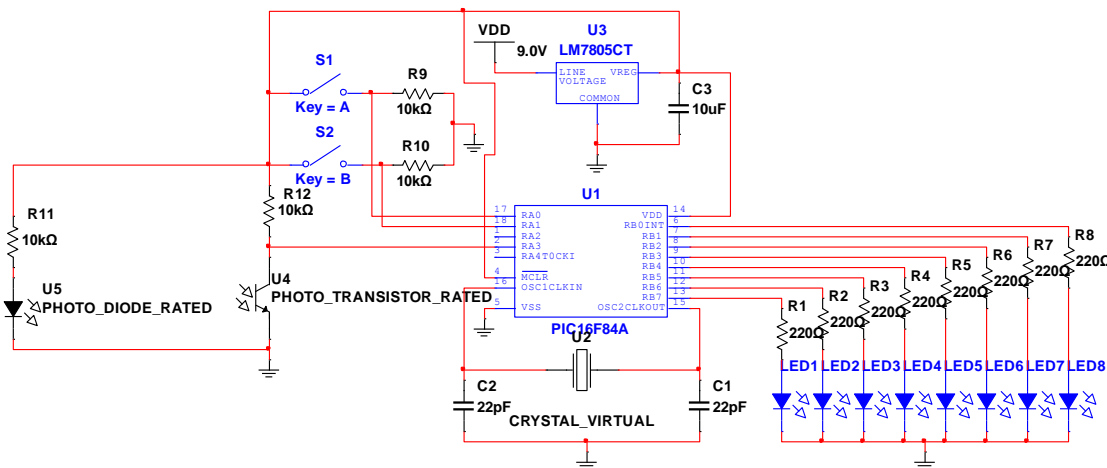 VDD
9.0V
U3
LM7805CT
LINE VREG
VOLTAGE
COMMON
C3
10uF
S1
Key = A
R9
10kΩ
S2
Key = B
R10
10kΩ
R12
10kΩ
R11
10kΩ
U5
PHOTO_DIODE_RATED
U4
PHOTO_TRANSISTOR_RATED
U1
17 RA0 VDD 14
18 RA1 RB0INT 6
1 RA2 RB1 7
2 RA3 RB2 8
3 RA4T0CKI RB3 9
RB4 10
4 MCLR RB5 11
16 OSC1CLKIN RB6 12
RB7 13
5 VSS OSC2CLKOUT 15
PIC16F84A
U2
CRYSTAL_VIRTUAL
C2
22pF
C1
22pF
R1
220Ω
R2
220Ω
R3
220Ω
R4
220Ω
R5
220Ω
R6
220Ω
R7
220Ω
R8
220Ω
LED1 LED2 LED3 LED4 LED5 LED6 LED7 LED8